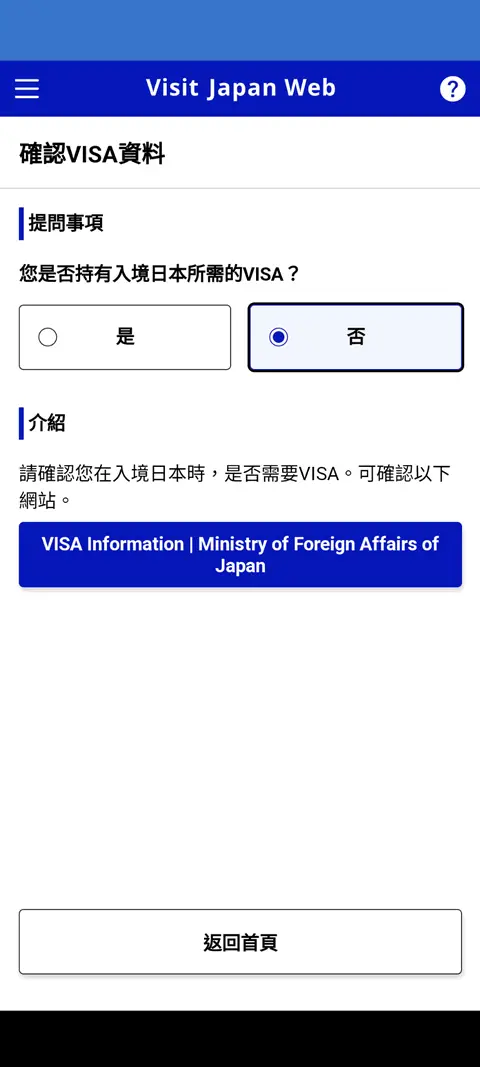 Visit Japan Web
?
確認VISA資料
提問事項
您是否持有入境日本所需的VISA？
是
否
介紹
請確認您在入境日本時，是否需要VISA。可確認以下
網站。
VISA Information | Ministry of Foreign Affairs of
Japan
返回首頁